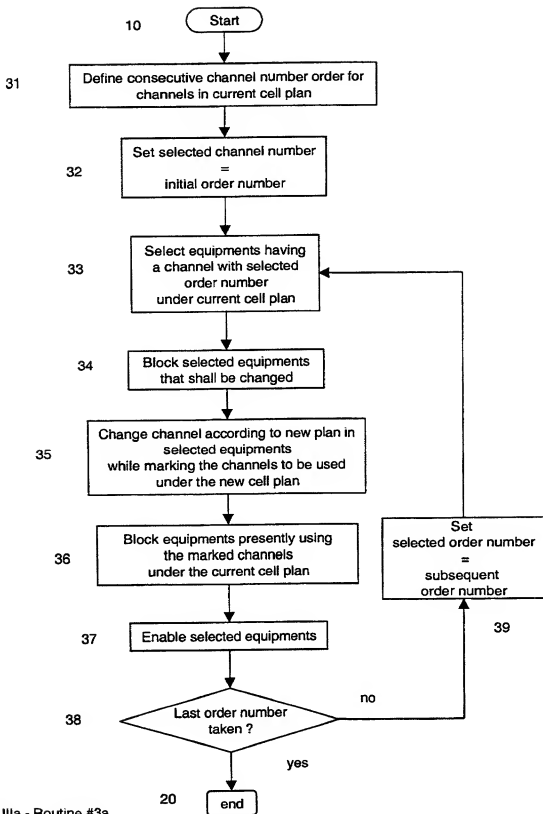 10
Start
31
Define consecutive channel number order for
channels in current cell plan
32
Set selected channel number
=
initial order number
33
Select equipments having
a channel with selected
order number
under current cell plan
34
Block selected equipments
that shall be changed
35
Change channel according to new plan in
selected equipments
while marking the channels to be used
under the new cell plan
36
Block equipments presently using
the marked channels
under the current cell plan
Set
selected order number
=
subsequent
order number
39
37
Enable selected equipments
38
Last order number
taken ?
no
yes
20
end
IIIa - Routine #3a